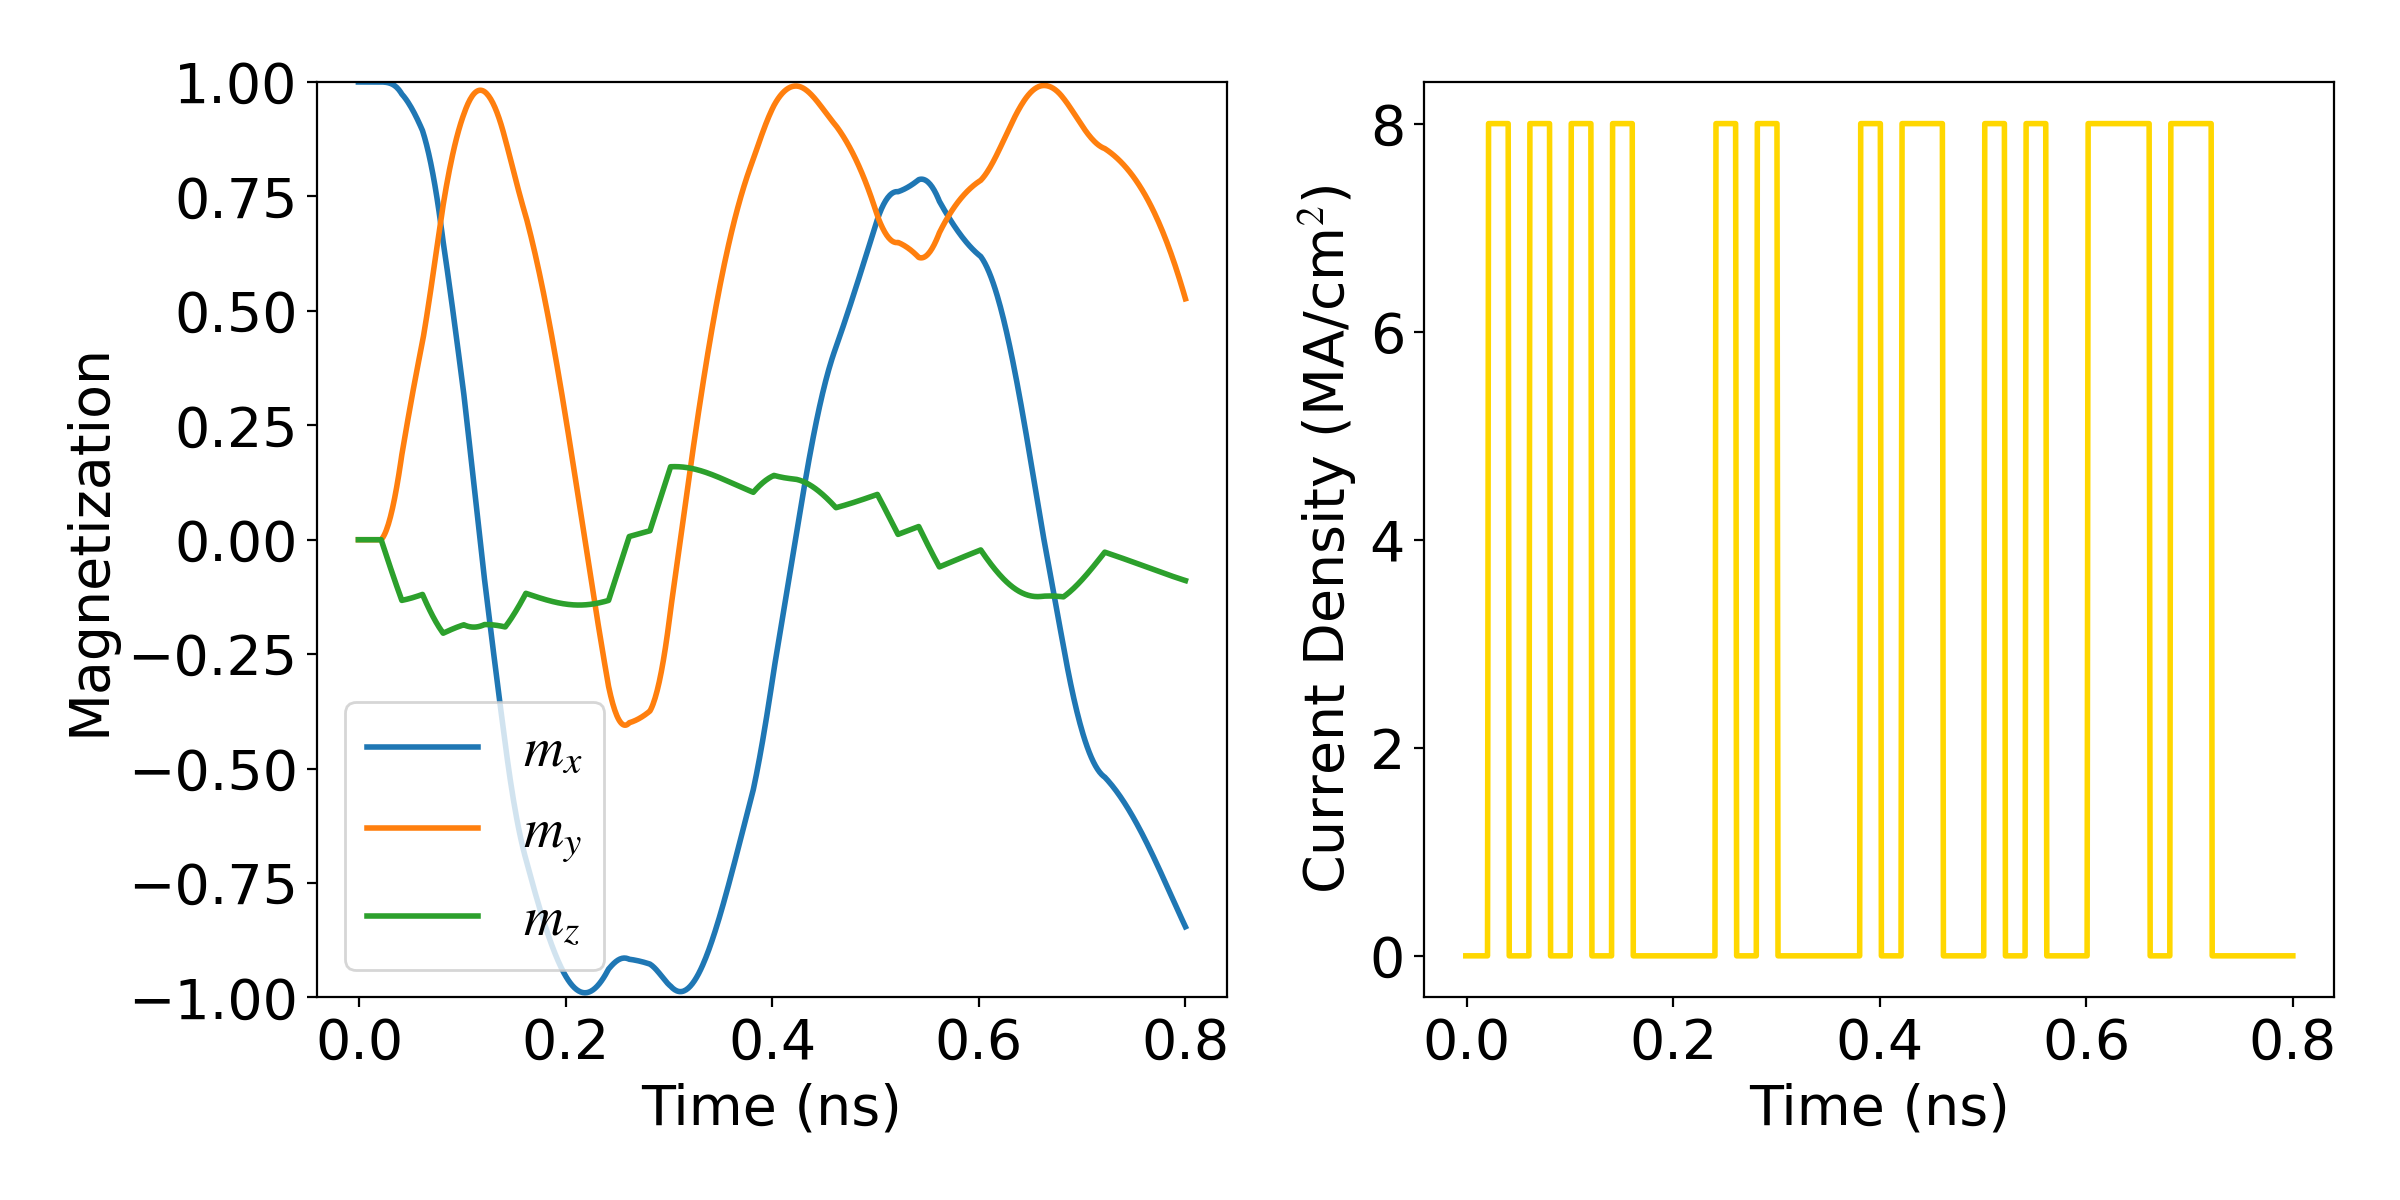 Magnetization
1.00
0.75
0.50
0.25
0.00
−0.25
−0.50
−0.75
−1.00
m_x
m_y
m_z
0.0 0.2 0.4 0.6 0.8
Time (ns)
Current Density (MA/cm²)
8
6
4
2
0
0.0 0.2 0.4 0.6 0.8
Time (ns)